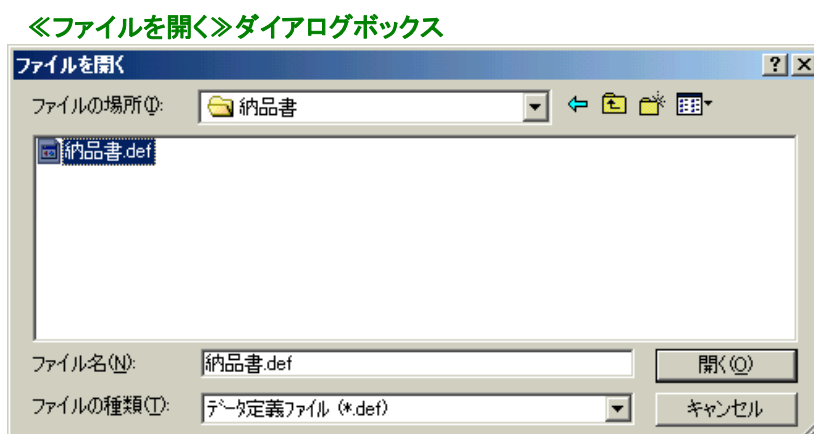 ≪ファイルを開く≫ダイアログボックス
ファイルを開く
ファイルの場所(I): 納品書
納品書.def
ファイル名(N): 納品書.def 開く(O)
ファイルの種類(T): データ定義ファイル (*.def) キャンセル